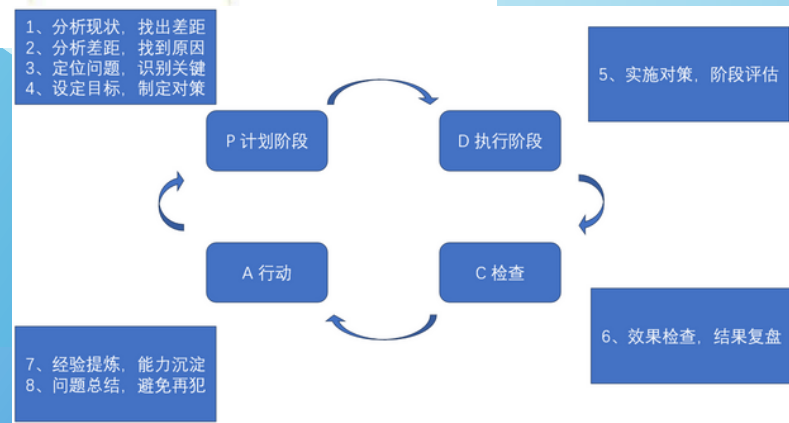 1、分析现状，找出差距
2、分析差距，找到原因
3、定位问题，识别关键
4、设定目标，制定对策
5、实施对策，阶段评估
P 计划阶段
D 执行阶段
A 行动
C 检查
6、效果检查，结果复盘
7、经验提炼，能力沉淀
8、问题总结，避免再犯